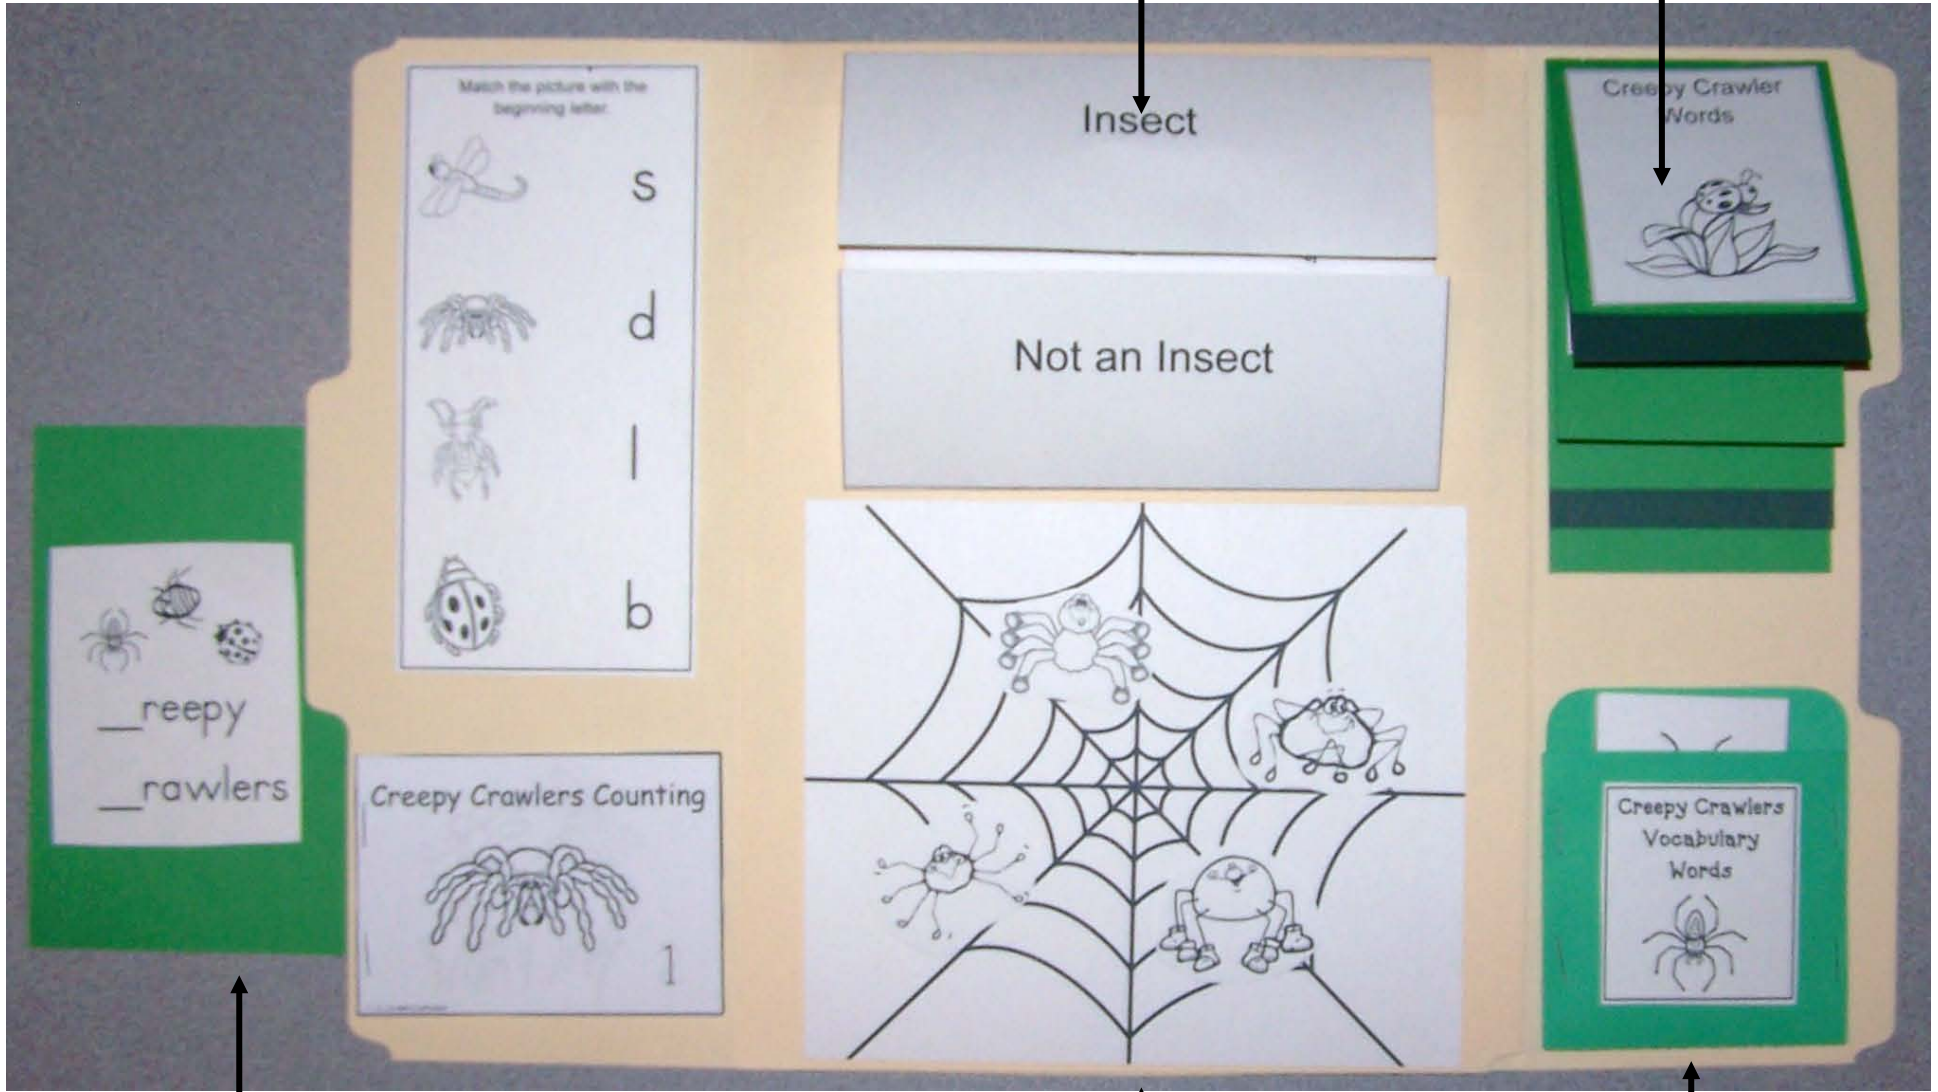 Match the picture with the
beginning letter.
s
d
l
b
__reepy
__rawlers
Creepy Crawlers Counting
1
Insect
Not an Insect
Creepy Crawler
Words
Creepy Crawlers
Vocabulary
Words